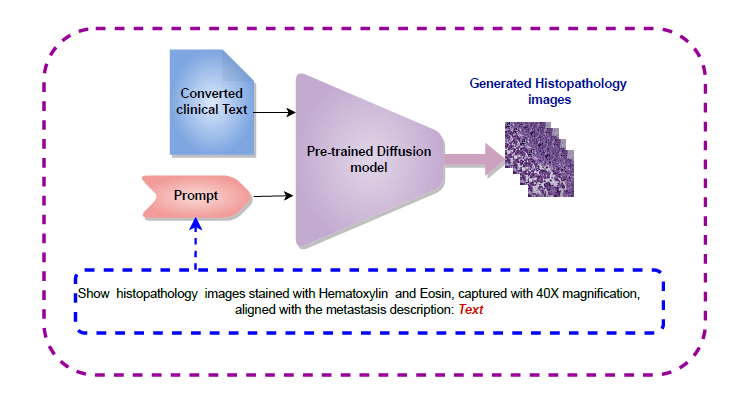 Converted
clinical Text
Generated Histopathology
images
Pre-trained Diffusion
model
Prompt
Show histopathology images stained with Hematoxylin and Eosin, captured with 40X magnification,
aligned with the metastasis description: Text